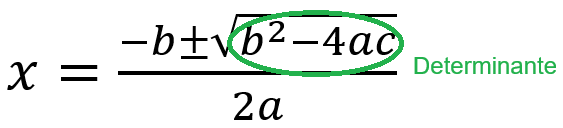 x = (−b±√(b²−4ac))/(2a)
Determinante